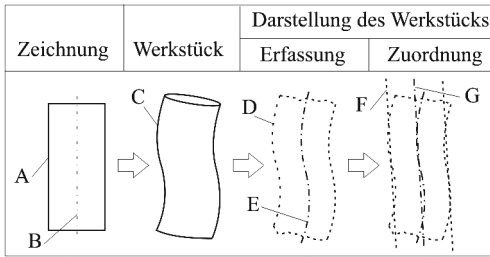 Darstellung des Werkstücks
Zeichnung Werkstück Erfassung Zuordnung
A
B
C
D
E
F
G